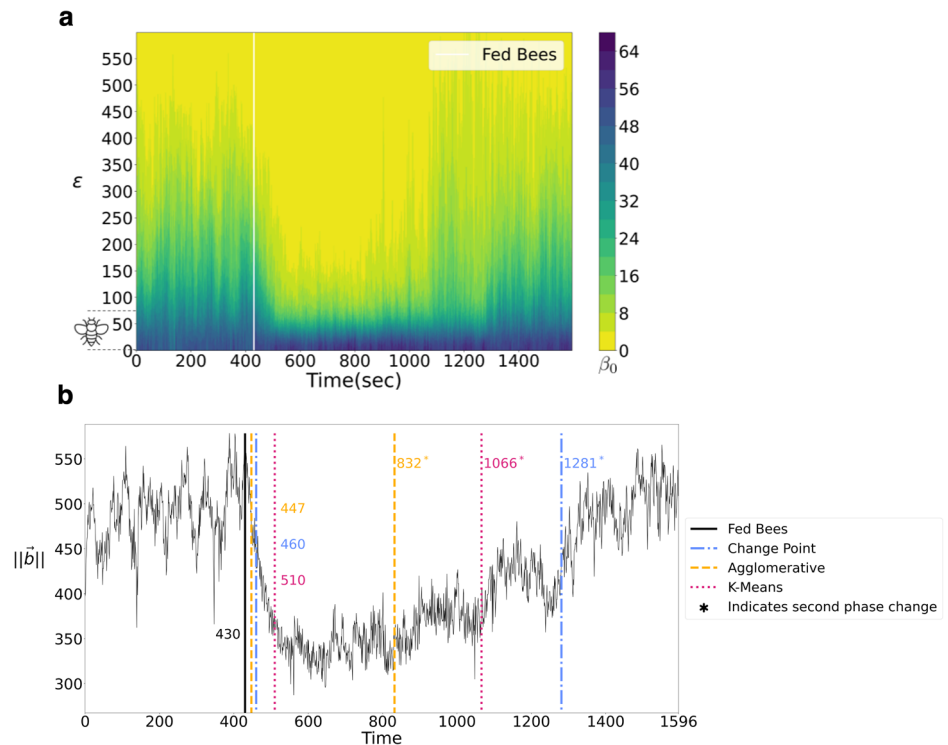 a
Fed Bees
ε
550
500
450
400
350
300
250
200
150
100
50
0
0 200 400 600 800 1000 1200 1400
Time(sec)
64
56
48
40
32
24
16
8
0
β₀
b
||b⃗||
550
500
450
400
350
300
447
460
510
430
832*
1066*
1281*
0 200 400 600 800 1000 1200 1400 1596
Time
Fed Bees
Change Point
Agglomerative
K-Means
* Indicates second phase change